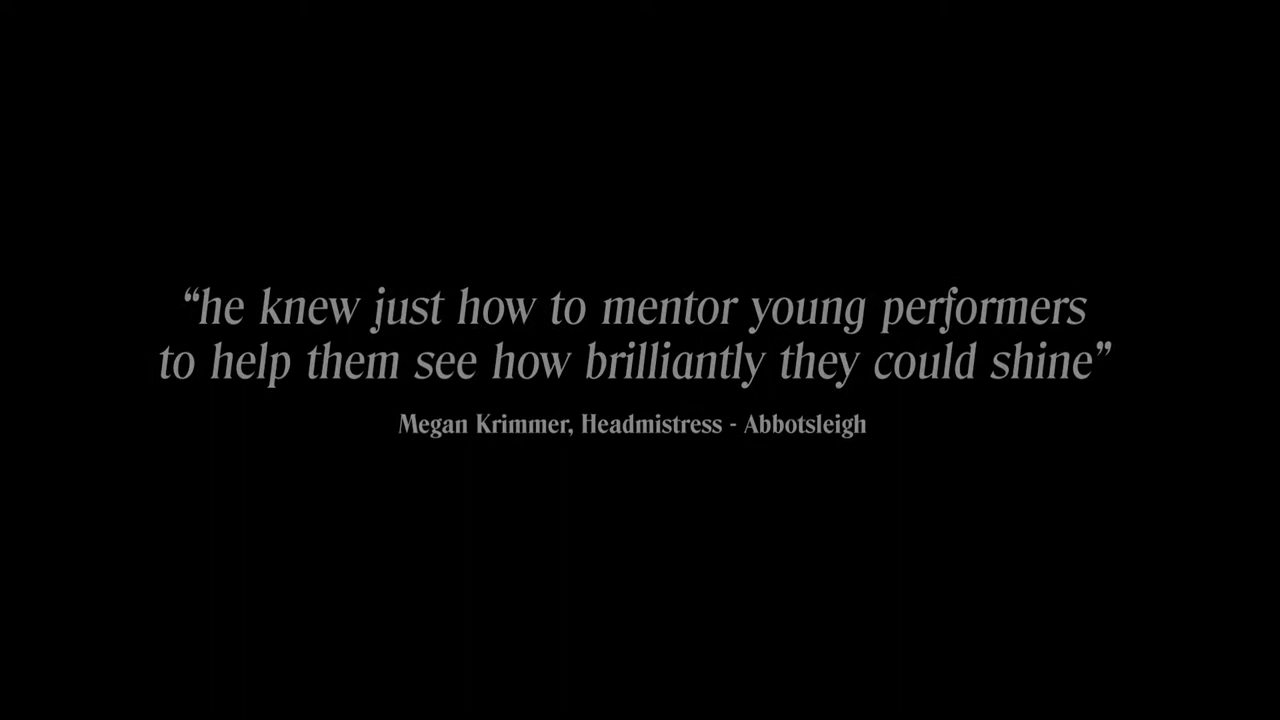 “he knew just how to mentor young performers
to help them see how brilliantly they could shine”
Megan Krimmer, Headmistress - Abbotsleigh